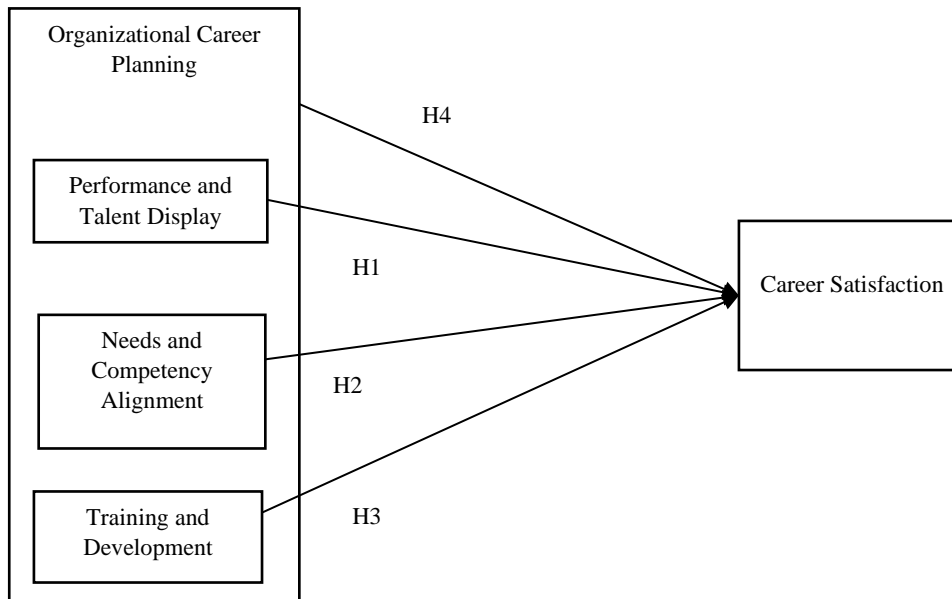 Organizational Career
Planning
H4
Performance and
Talent Display
H1
Career Satisfaction
Needs and
Competency
Alignment
H2
Training and
Development
H3